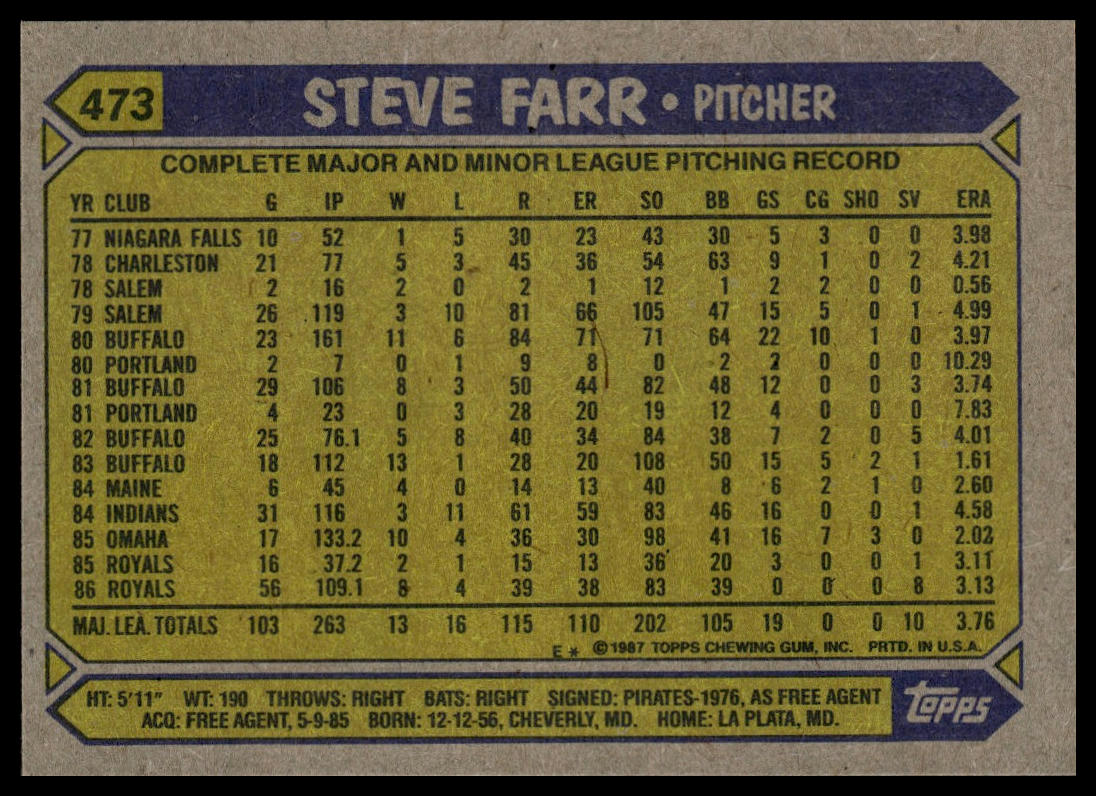 473 STEVE FARR • PITCHER
COMPLETE MAJOR AND MINOR LEAGUE PITCHING RECORD
YR CLUB G IP W L R ER SO BB GS CG SHO SV ERA
77 NIAGARA FALLS 10 52 1 5 30 23 43 30 5 3 0 0 3.98
78 CHARLESTON 21 77 5 3 45 36 54 63 9 1 0 2 4.21
78 SALEM 2 16 2 0 2 1 12 1 2 2 0 0 0.56
79 SALEM 26 119 3 10 81 66 105 47 15 5 0 1 4.99
80 BUFFALO 23 161 11 6 84 71 71 64 22 10 1 0 3.97
80 PORTLAND 2 7 0 1 9 8 0 2 2 0 0 0 10.29
81 BUFFALO 29 106 8 3 50 44 82 48 12 0 0 3 3.74
81 PORTLAND 4 23 0 3 28 20 19 12 4 0 0 0 7.83
82 BUFFALO 25 76.1 5 8 40 34 84 38 7 2 0 5 4.01
83 BUFFALO 18 112 13 1 28 20 108 50 15 5 2 1 1.61
84 MAINE 6 45 4 0 14 13 40 8 6 2 1 0 2.60
84 INDIANS 31 116 3 11 61 59 83 46 16 0 0 1 4.58
85 OMAHA 17 133.2 10 4 36 30 98 41 16 7 3 0 2.02
85 ROYALS 16 37.2 2 1 15 13 36 20 3 0 0 1 3.11
86 ROYALS 56 109.1 8 4 39 38 83 39 0 0 0 8 3.13
MAJ. LEA. TOTALS 103 263 13 16 115 110 202 105 19 0 0 10 3.76
E * ©1987 TOPPS CHEWING GUM, INC. PRTD. IN U.S.A.
HT: 5'11" WT: 190 THROWS: RIGHT BATS: RIGHT SIGNED: PIRATES-1976, AS FREE AGENT
ACQ: FREE AGENT, 5-9-85 BORN: 12-12-56, CHEVERLY, MD. HOME: LA PLATA, MD.
topps